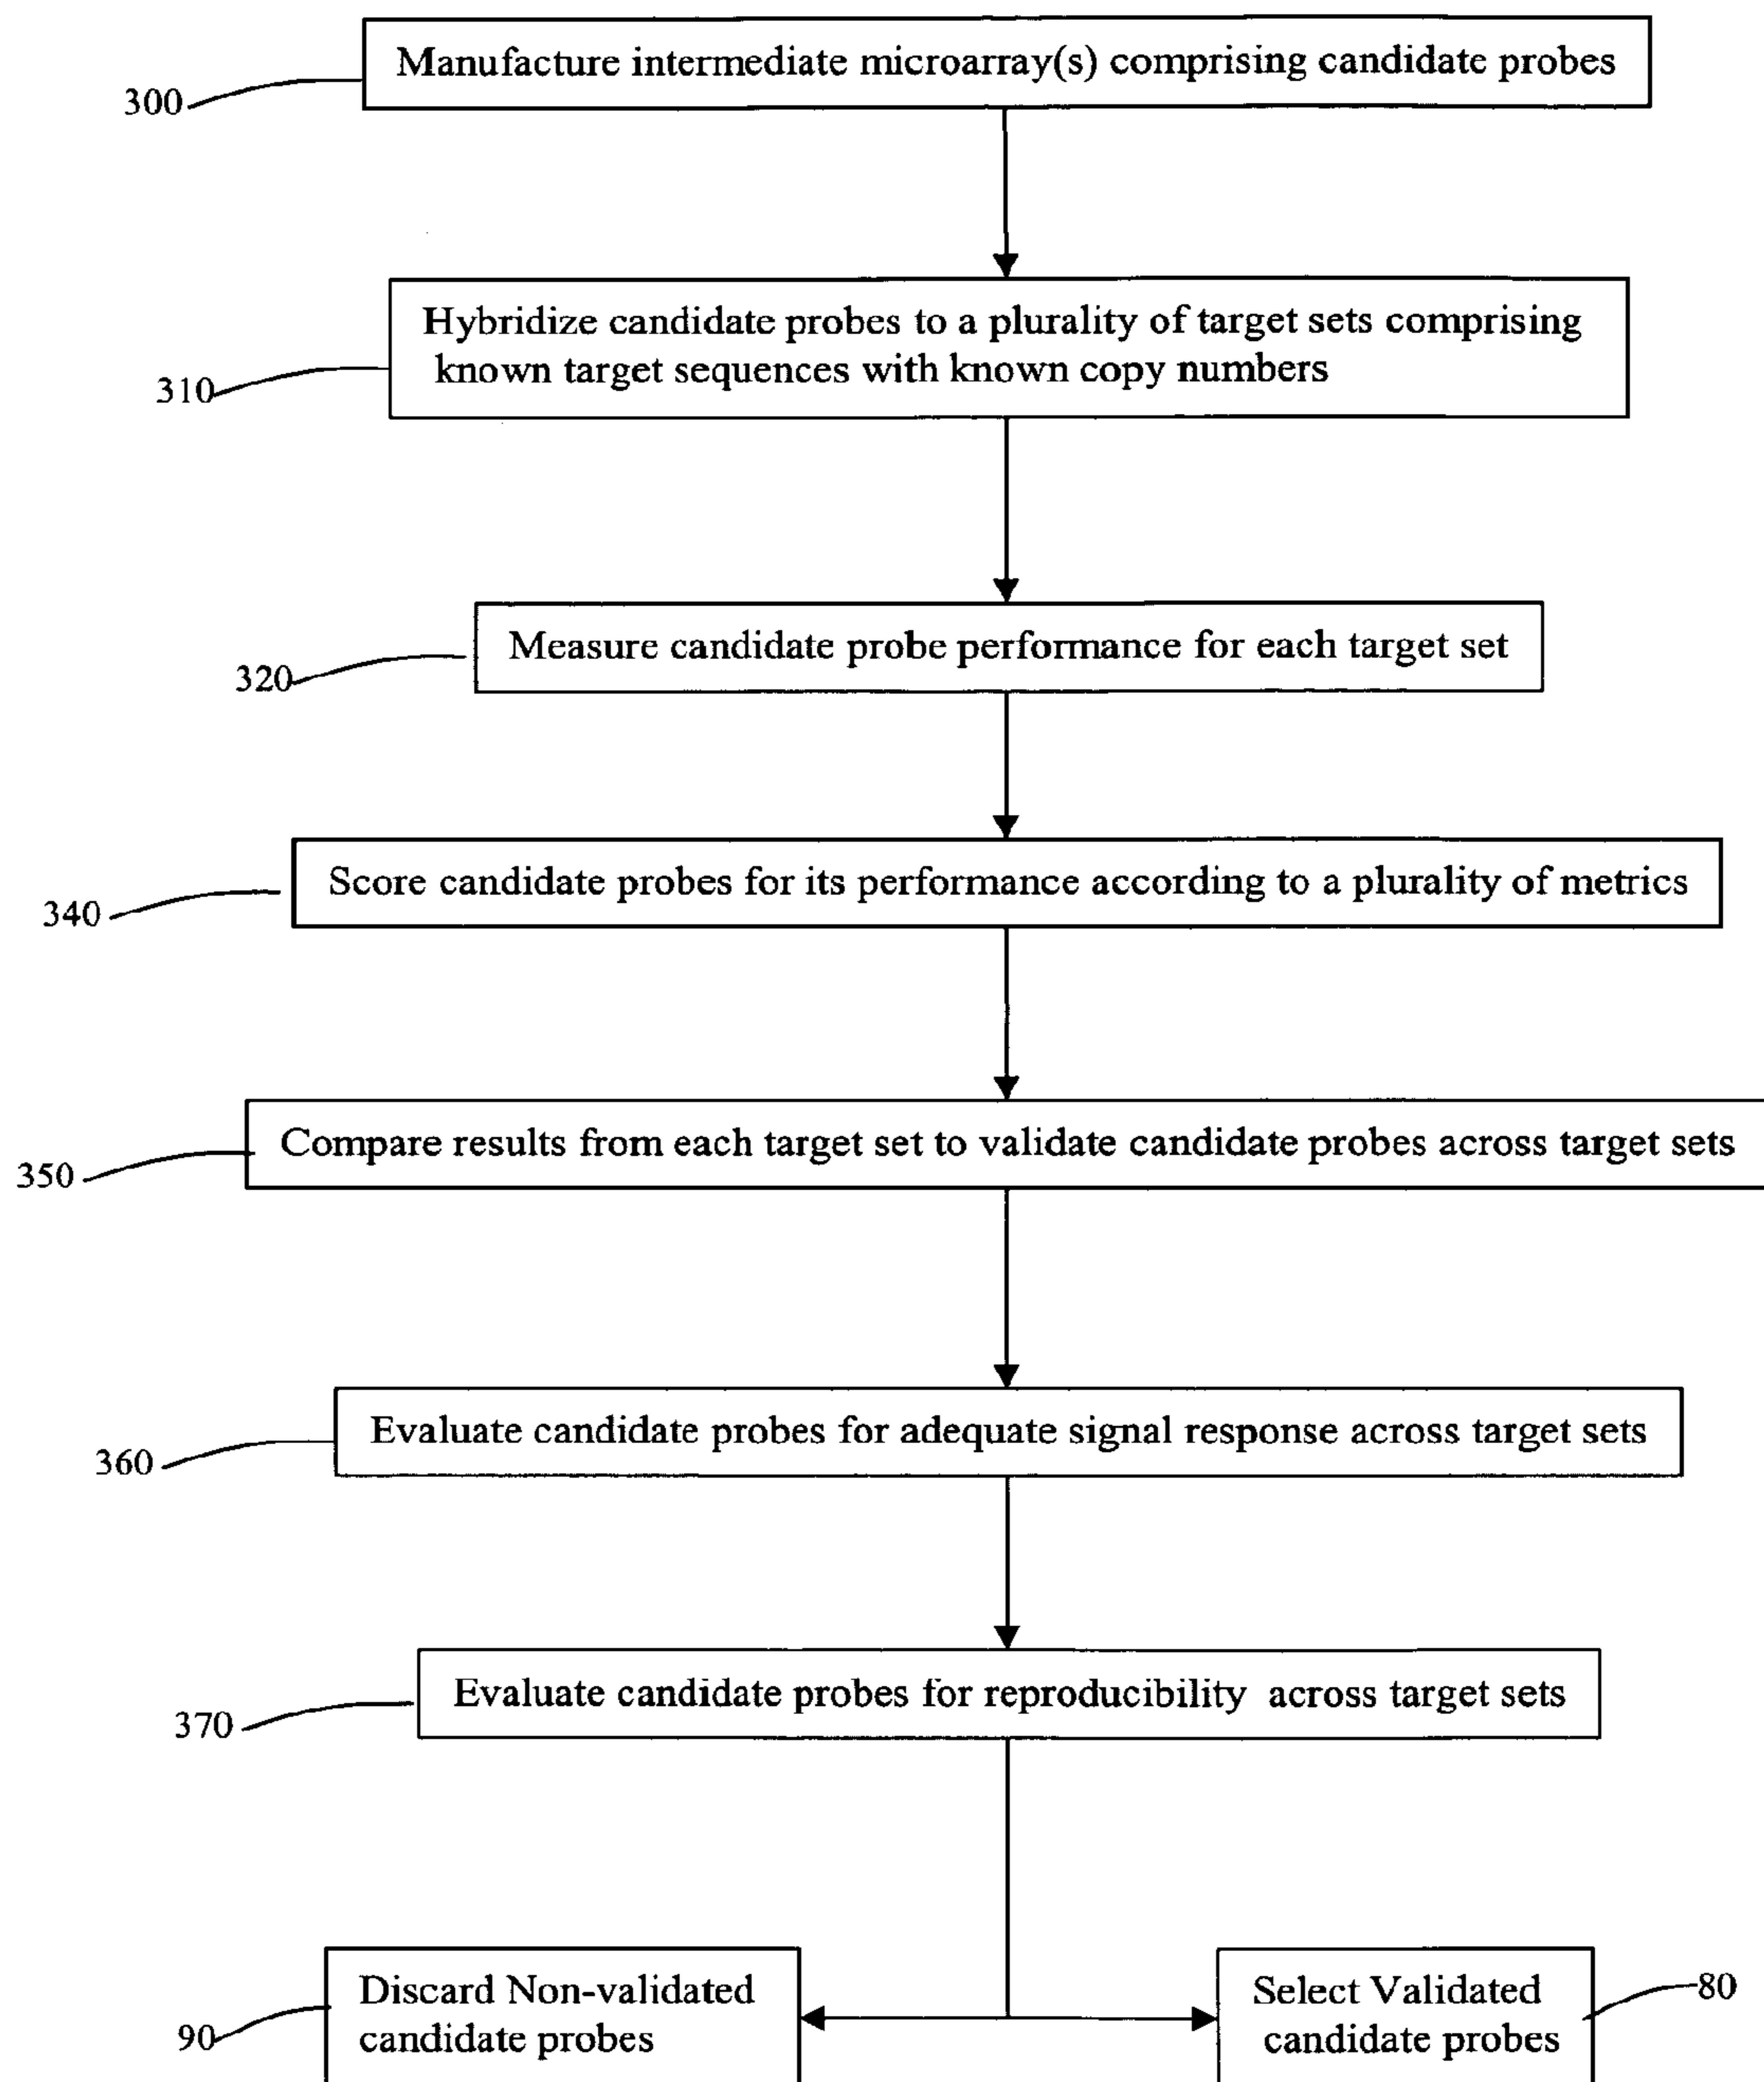 Manufacture intermediate microarray(s) comprising candidate probes
300
Hybridize candidate probes to a plurality of target sets comprising
known target sequences with known copy numbers
310
Measure candidate probe performance for each target set
320
Score candidate probes for its performance according to a plurality of metrics
340
Compare results from each target set to validate candidate probes across target sets
350
Evaluate candidate probes for adequate signal response across target sets
360
Evaluate candidate probes for reproducibility across target sets
370
Discard Non-validated
candidate probes
90
Select Validated
candidate probes
80